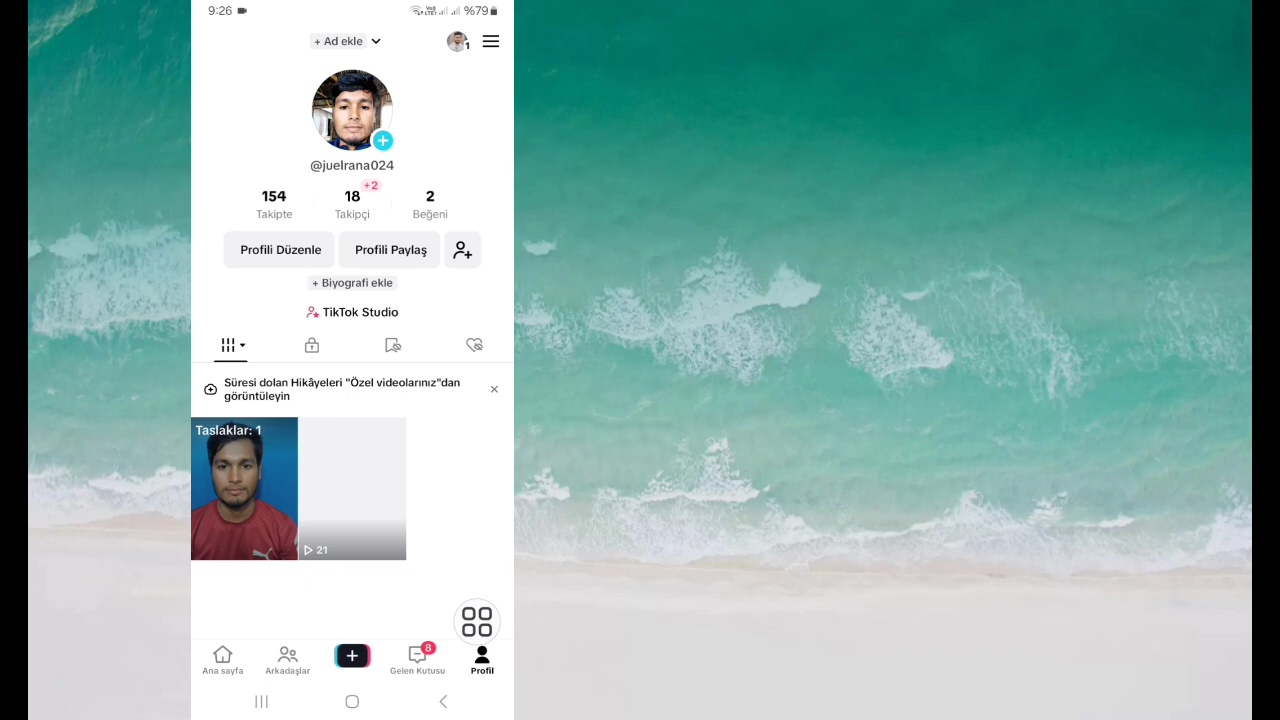 9:26
%79
+ Ad ekle
1
@juelrana024
154
18
+2
2
Takipte
Takipçi
Beğeni
Profili Düzenle
Profili Paylaş
+ Biyografi ekle
TikTok Studio
Süresi dolan Hikâyeleri "Özel videolarınız"dan
görüntüleyin
Taslaklar: 1
21
8
Ana sayfa
Arkadaşlar
Gelen Kutusu
Profil